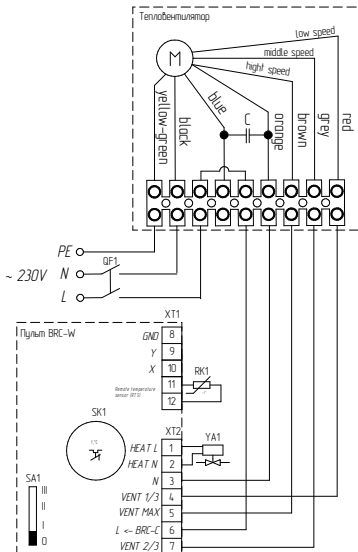 Тепловентилятор
low speed
middle speed
hight speed
M
C
yellow-green
black
blue
orange
brown
grey
red
PE
~ 230V N
QF1
L
XT1
Пульт BRC-W
GND 8
Y 9
X 10
11
12
Remote temperature
sensor (RTS)
RK1
SK1
t,°C
XT2
HEAT L 1
HEAT N 2
N 3
VENT 1/3 4
VENT MAX 5
L <- BRC-C 6
VENT 2/3 7
YA1
SA1
III
II
I
0